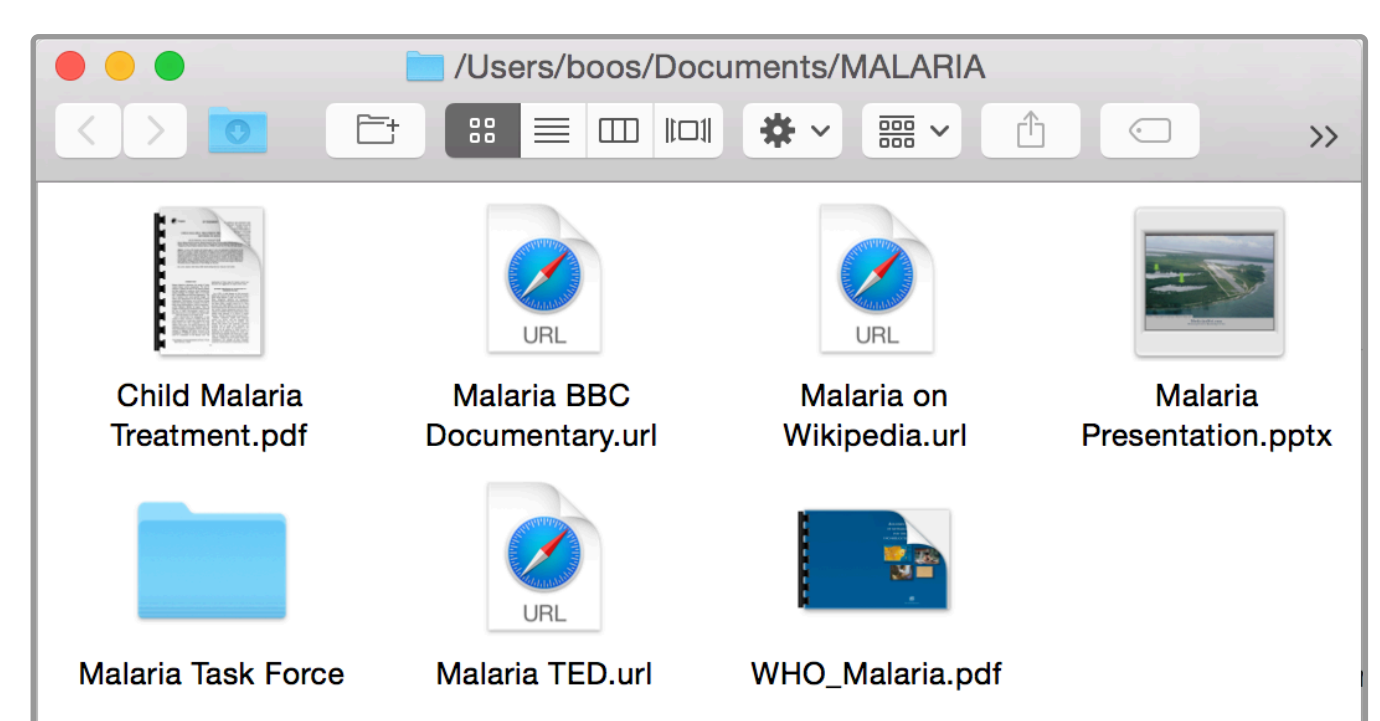 /Users/boos/Documents/MALARIA
URL
URL
Child Malaria
Treatment.pdf
Malaria BBC
Documentary.url
Malaria on
Wikipedia.url
Malaria
Presentation.pptx
URL
Malaria Task Force
Malaria TED.url
WHO_Malaria.pdf